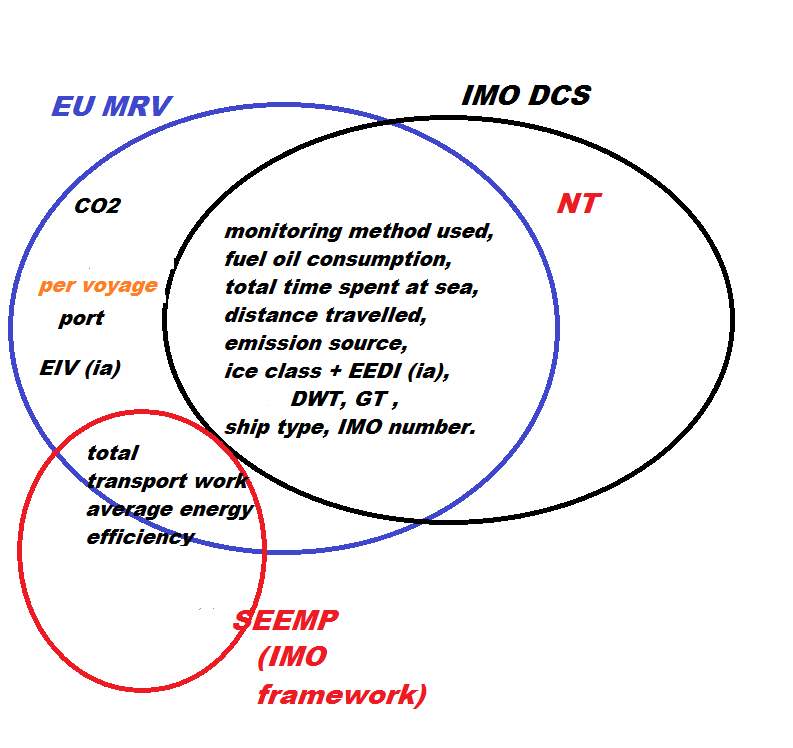 EU MRV
IMO DCS
CO2
per voyage
port
EIV (ia)
monitoring method used,
fuel oil consumption,
total time spent at sea,
distance travelled,
emission source,
ice class + EEDI (ia),
DWT, GT ,
ship type, IMO number.
NT
total
transport work
average energy
efficiency
SEEMP
(IMO
framework)